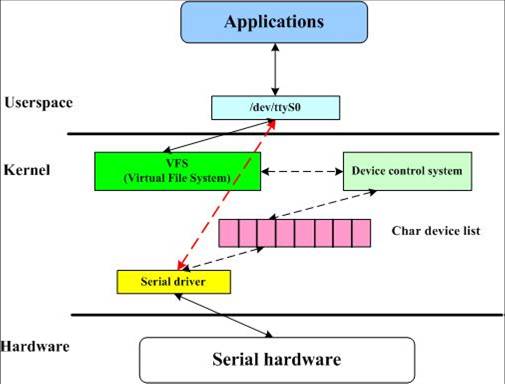 Applications
Userspace
/dev/ttyS0
Kernel
VFS
(Virtual File System)
Device control system
Char device list
Serial driver
Hardware
Serial hardware